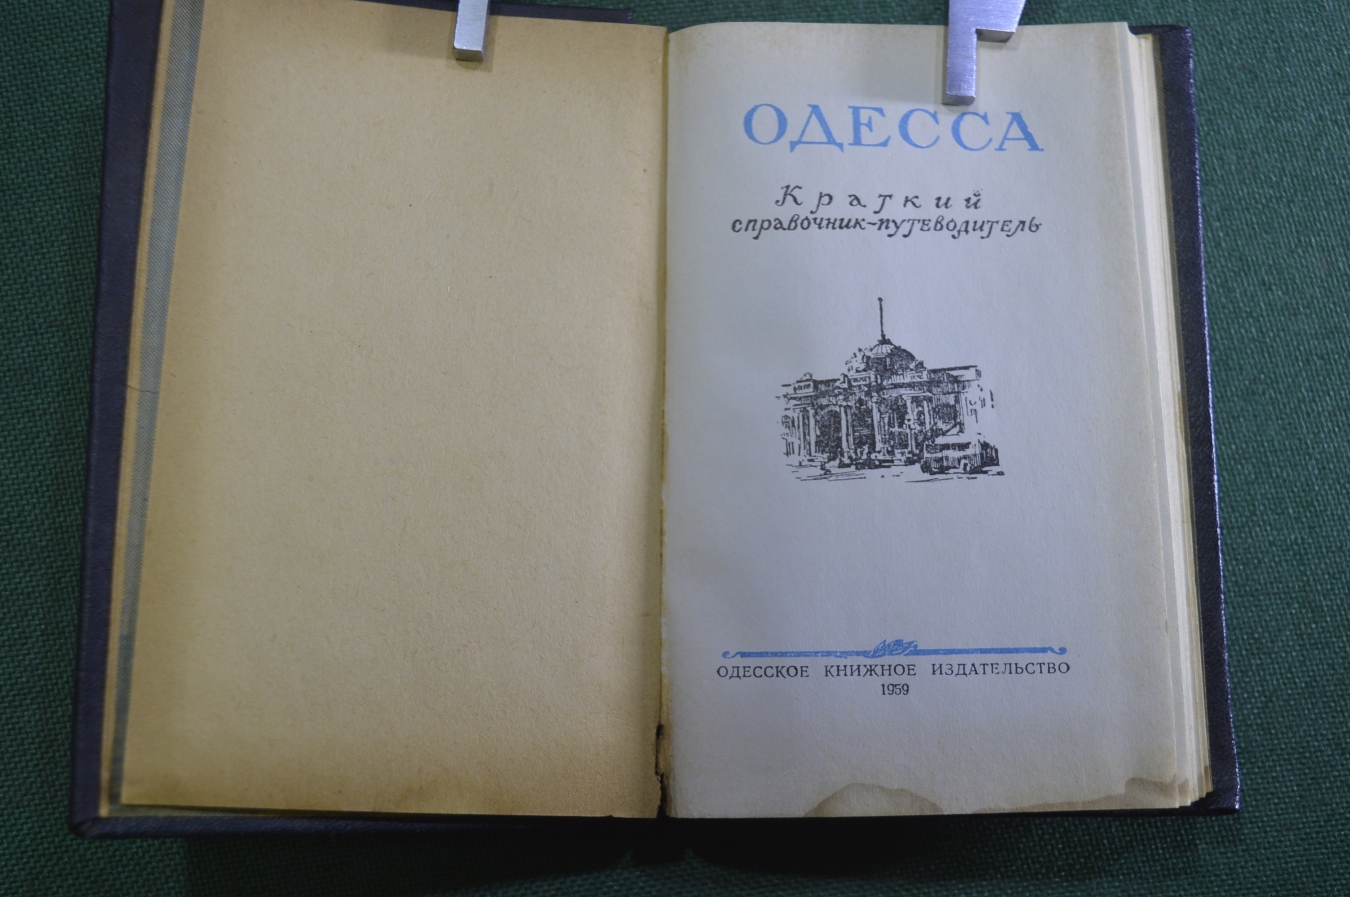 ОДЕССА
Краткий
справочник-путеводитель
ОДЕССКОЕ КНИЖНОЕ ИЗДАТЕЛЬСТВО
1959